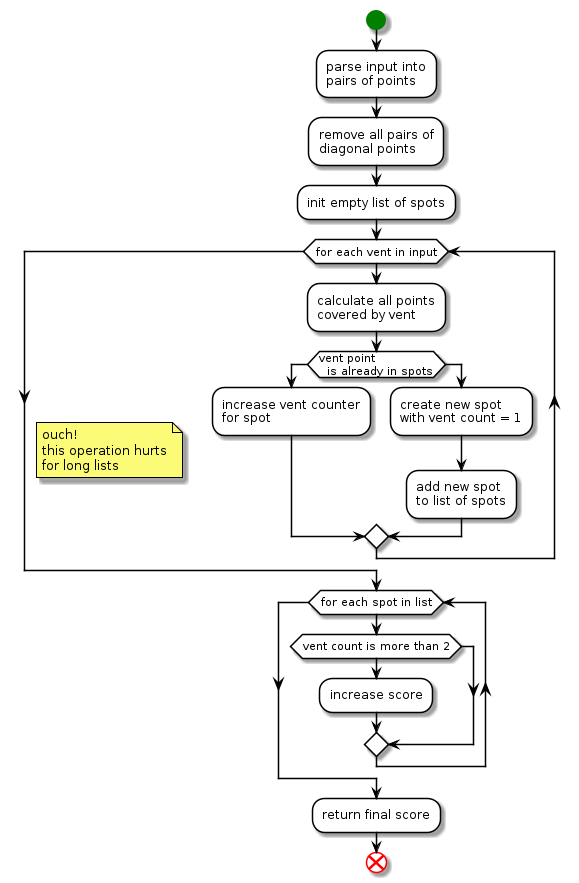 parse input into
pairs of points
remove all pairs of
diagonal points
init empty list of spots
for each vent in input
calculate all points
covered by vent
vent point
is already in spots
increase vent counter
for spot
create new spot
with vent count = 1
ouch!
this operation hurts
for long lists
add new spot
to list of spots
for each spot in list
vent count is more than 2
increase score
return final score